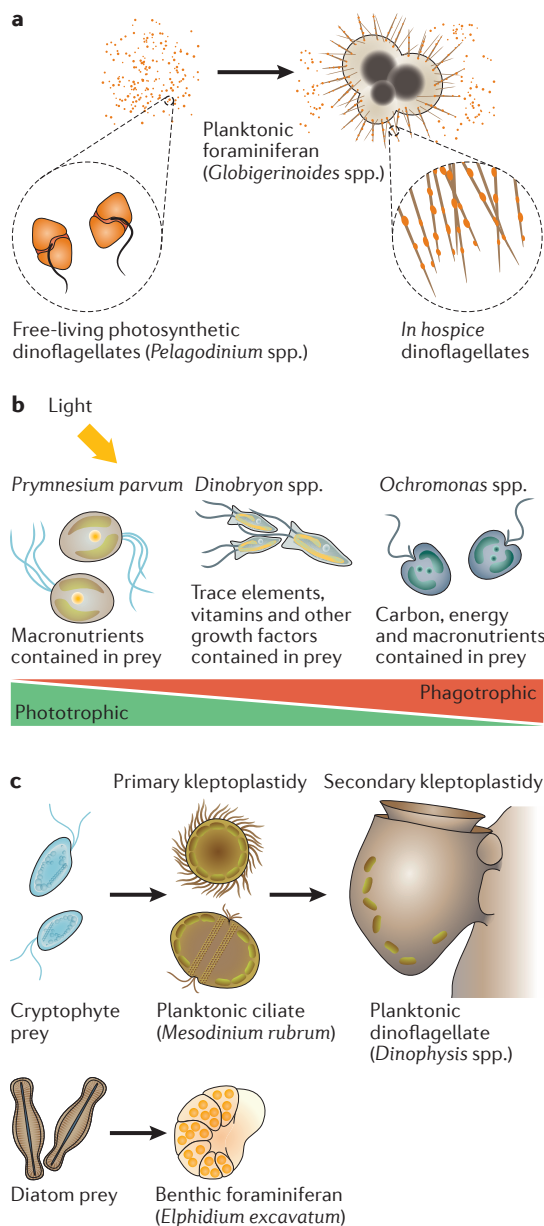 a
Planktonic
foraminiferan
(Globigerinoides spp.)
Free-living photosynthetic
dinoflagellates (Pelagodinium spp.)
In hospice
dinoflagellates
b
Light
Prymnesium parvum
Dinobryon spp.
Ochromonas spp.
Macronutrients
contained in prey
Trace elements,
vitamins and other
growth factors
contained in prey
Carbon, energy
and macronutrients
contained in prey
Phagotrophic
Phototrophic
c
Primary kleptoplastidy
Secondary kleptoplastidy
Cryptophyte
prey
Planktonic ciliate
(Mesodinium rubrum)
Planktonic
dinoflagellate
(Dinophysis spp.)
Diatom prey
Benthic foraminiferan
(Elphidium excavatum)